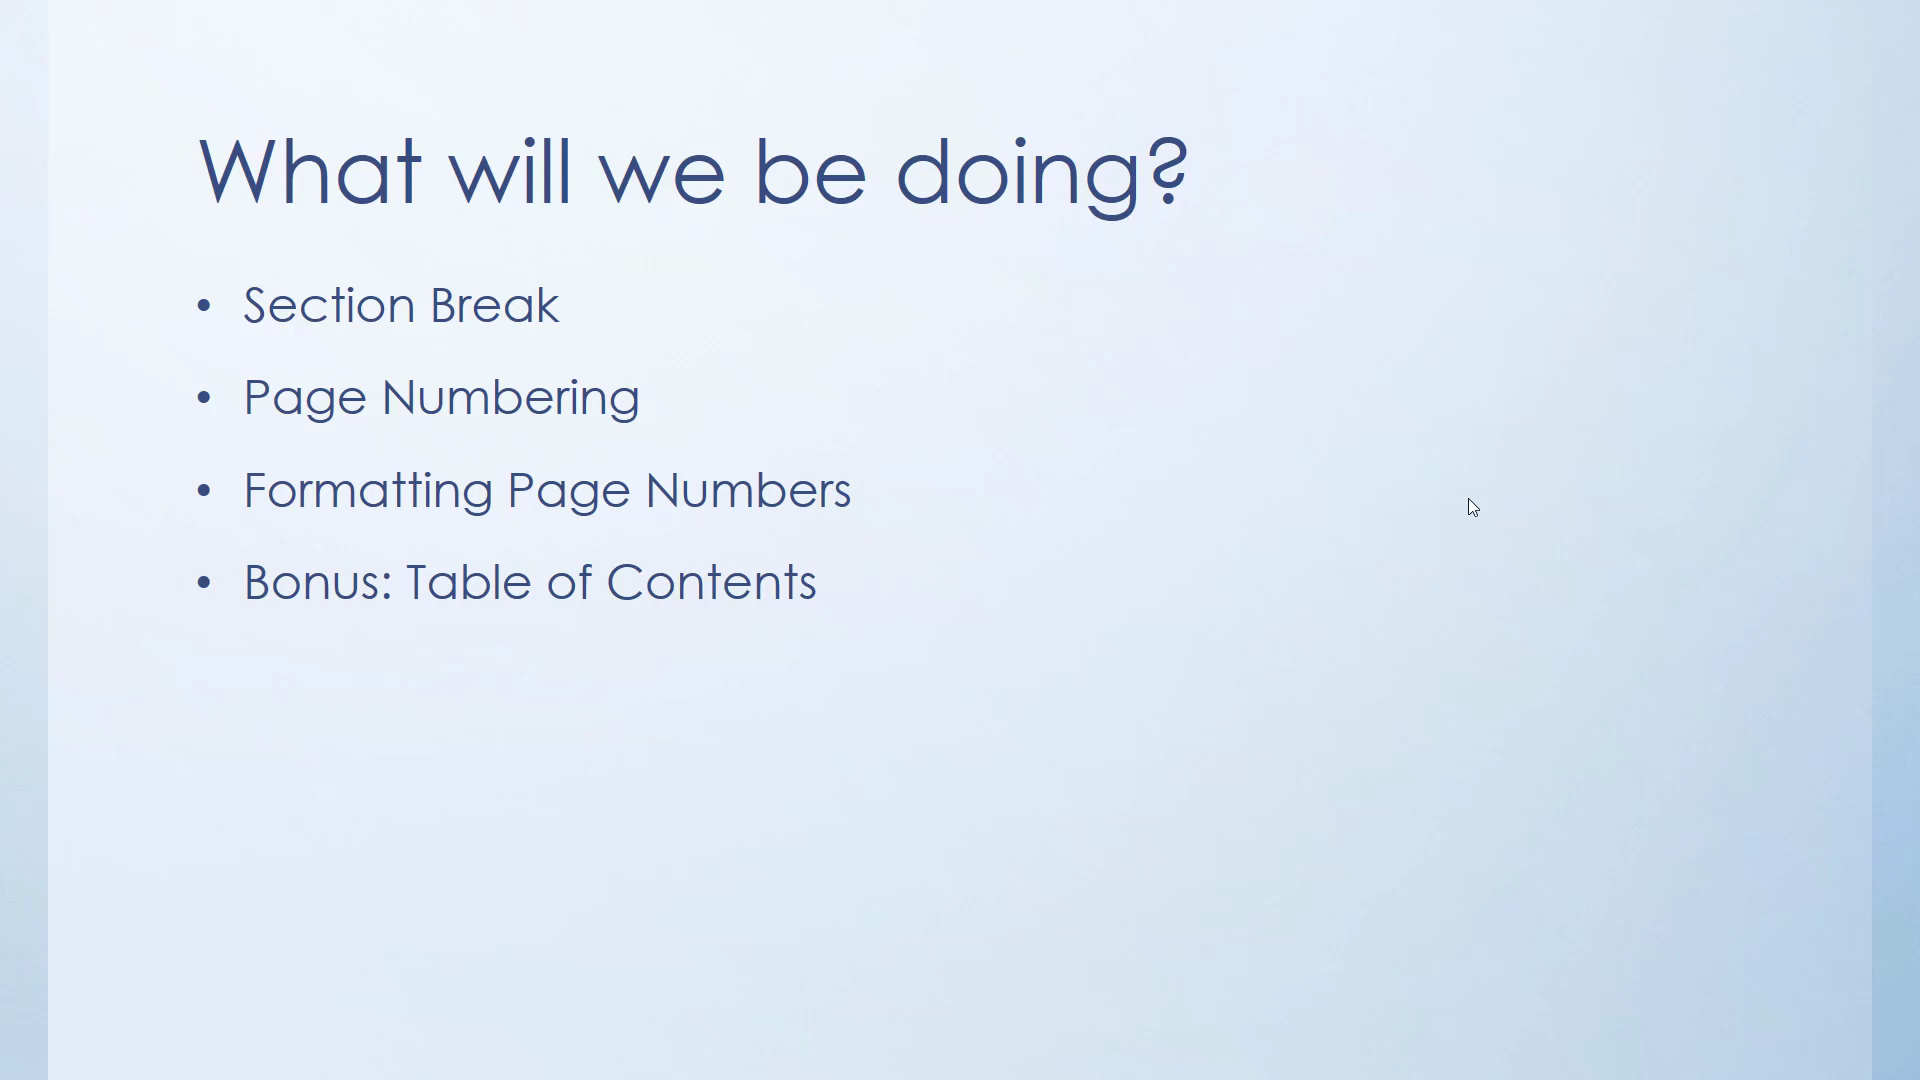 What will we be doing?
• Section Break
• Page Numbering
• Formatting Page Numbers
• Bonus: Table of Contents